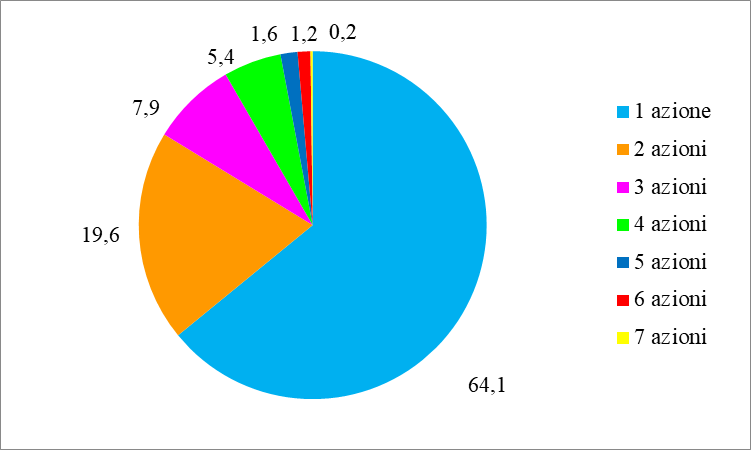 1,6 1,2 0,2
5,4
7,9
19,6
64,1
1 azione
2 azioni
3 azioni
4 azioni
5 azioni
6 azioni
7 azioni